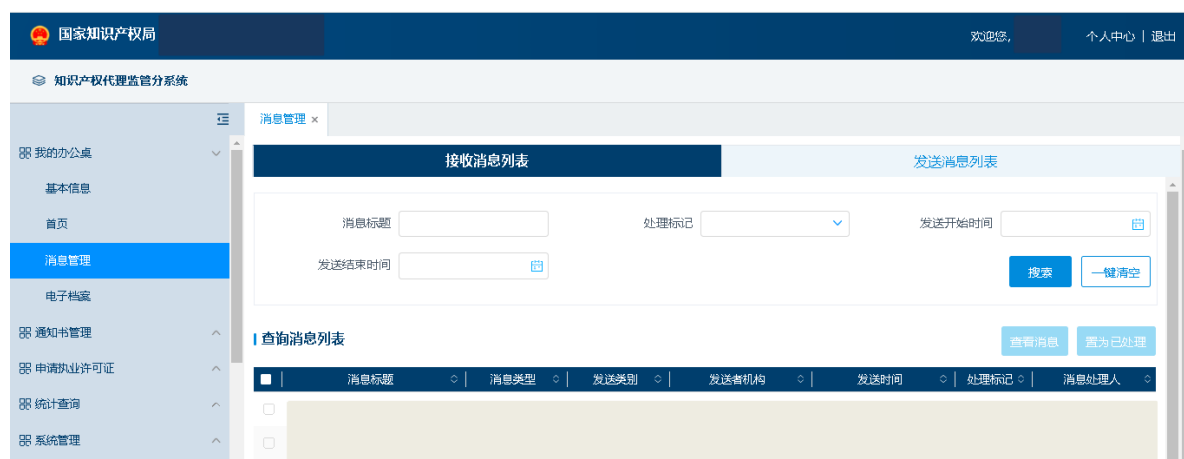 国家知识产权局
欢迎您,
个人中心 | 退出
知识产权代理监管分系统
消息管理 ×
我的办公桌
基本信息
首页
消息管理
电子档案
通知书管理
申请执业许可证
统计查询
系统管理
接收消息列表
发送消息列表
消息标题
处理标记
发送开始时间
发送结束时间
搜索
一键清空
查询消息列表
查看消息
置为已处理
消息标题 消息类型 发送类别 发送者机构 发送时间 处理标记 消息处理人